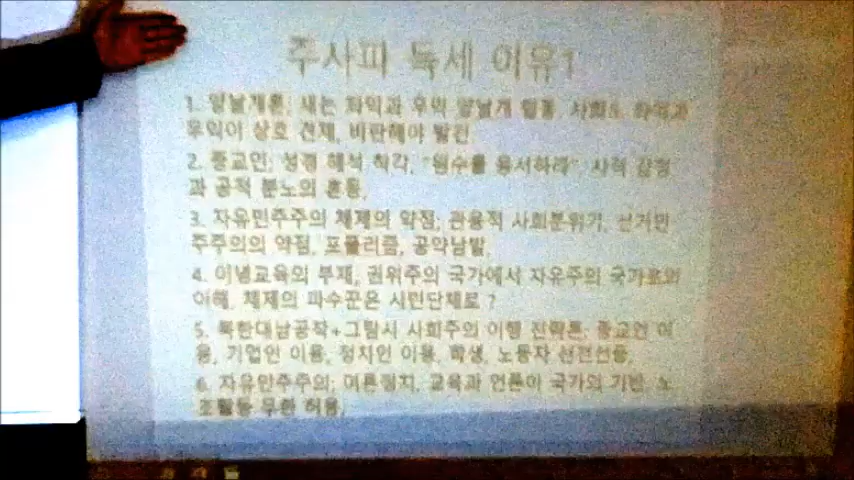 주사파 득세 이유1
1. 양날개론; 새는 좌익과 우익 양날개 필요, 사회도 좌익과
우익이 상호 견제, 비판해야 발전
2. 종교인; 성경 해석 착각, "원수를 용서하라" 사적 감정
과 공적 분노의 혼동,
3. 자유민주주의 체제의 약점; 관용적 사회분위기, 선거민
주주의의 약점, 포퓰리즘, 공약남발,
4. 이념교육의 부재, 권위주의 국가에서 자유주의 국가로의
이해, 체제의 파수꾼은 시민단체로 ?
5. 북한대남공작+그람시 사회주의 이행 진략론; 종교인 이
용, 기업인 이용, 정치인 이용, 학생, 노동자 선전선동,
6. 자유민주주의; 여론정치, 교육과 언론이 국가의 기반, 노
조활동 무한 허용,